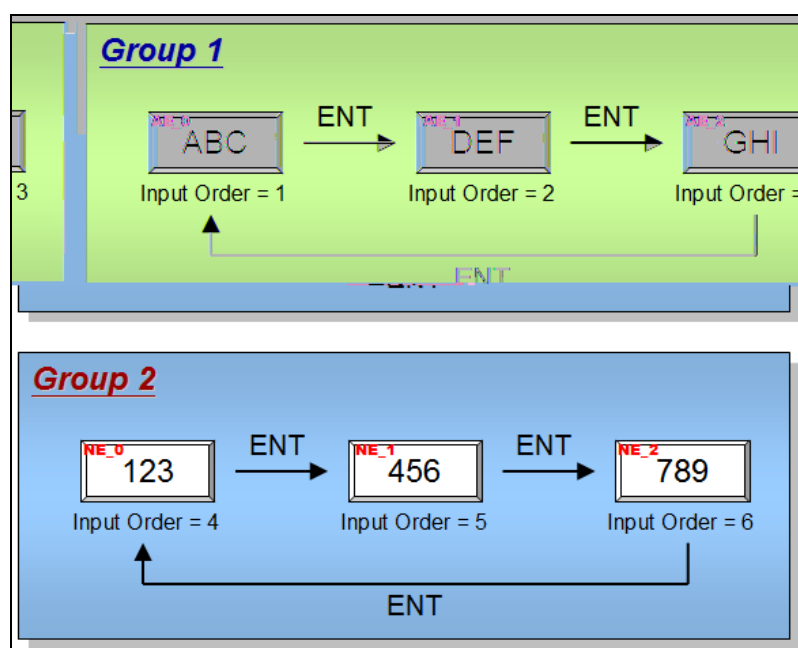 Group 1
ENT ENT
ABC DEF GHI
3 Input Order = 1 Input Order = 2 Input Order =
ENT
Group 2
ENT ENT
NE_0 NE_1 NE_2
123 456 789
Input Order = 4 Input Order = 5 Input Order = 6
ENT